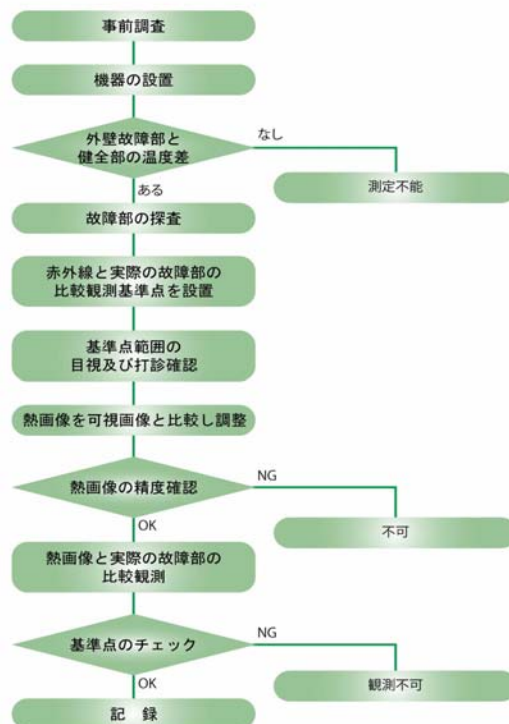 事前調査
機器の設置
外壁故障部と
健全部の温度差
なし
測定不能
ある
故障部の探査
赤外線と実際の故障部の
比較観測基準点を設置
基準点範囲の
目視及び打診確認
熱画像を可視画像と比較し調整
熱画像の精度確認
NG
不可
OK
熱画像と実際の故障部の
比較観測
基準点のチェック
NG
観測不可
OK
記　録